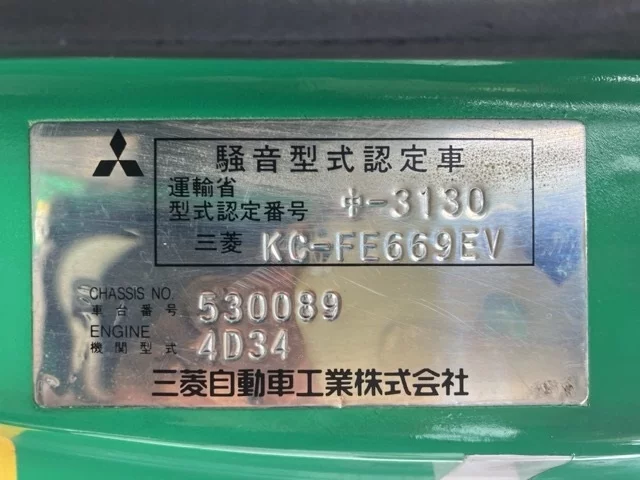 騒音型式認定車
運輸省
型式認定番号 中-3130
三菱 KC-FE669EV
CHASSIS NO.
車台番号 530089
ENGINE
機関型式 4D34
三菱自動車工業株式会社